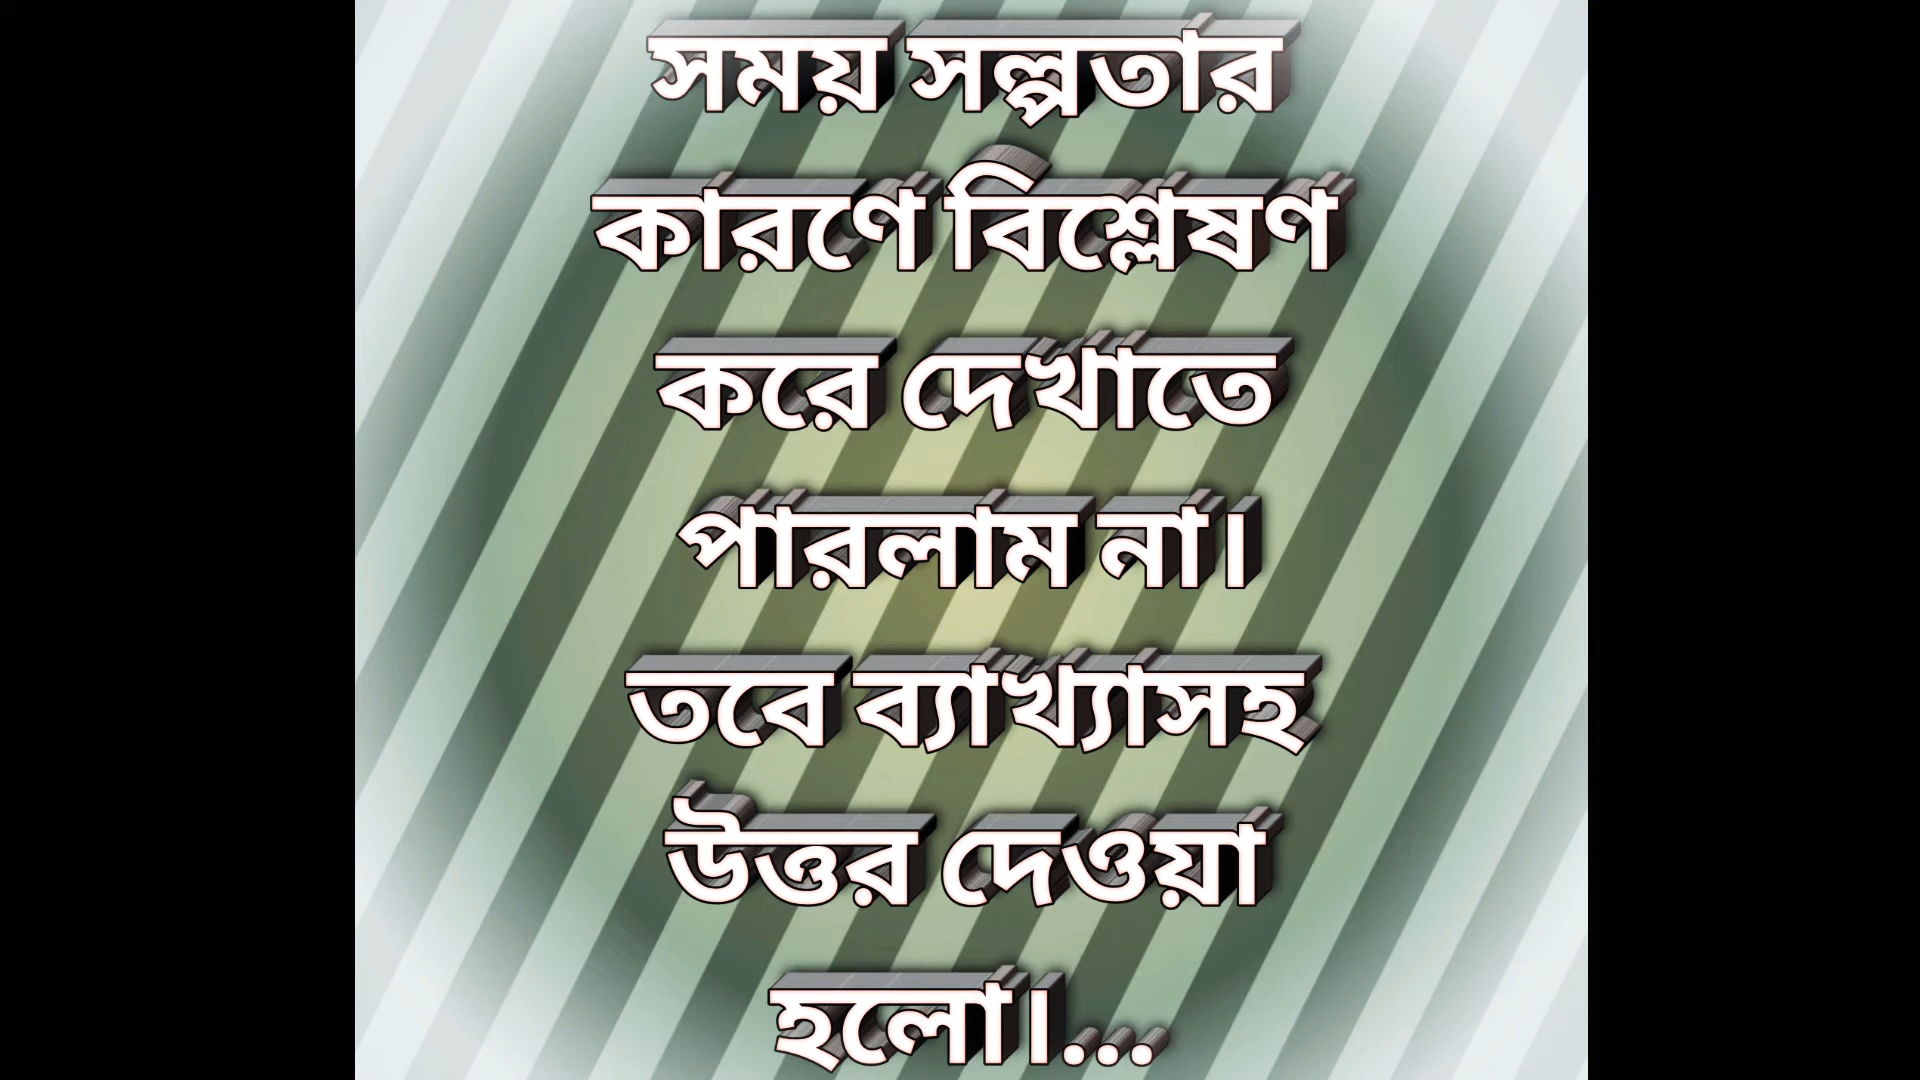 সময় সল্পতার
কারণে বিশ্লেষণ
করে দেখাতে
পারলাম না।
তবে ব্যাখ্যাসহ
উত্তর দেওয়া
হলো।...